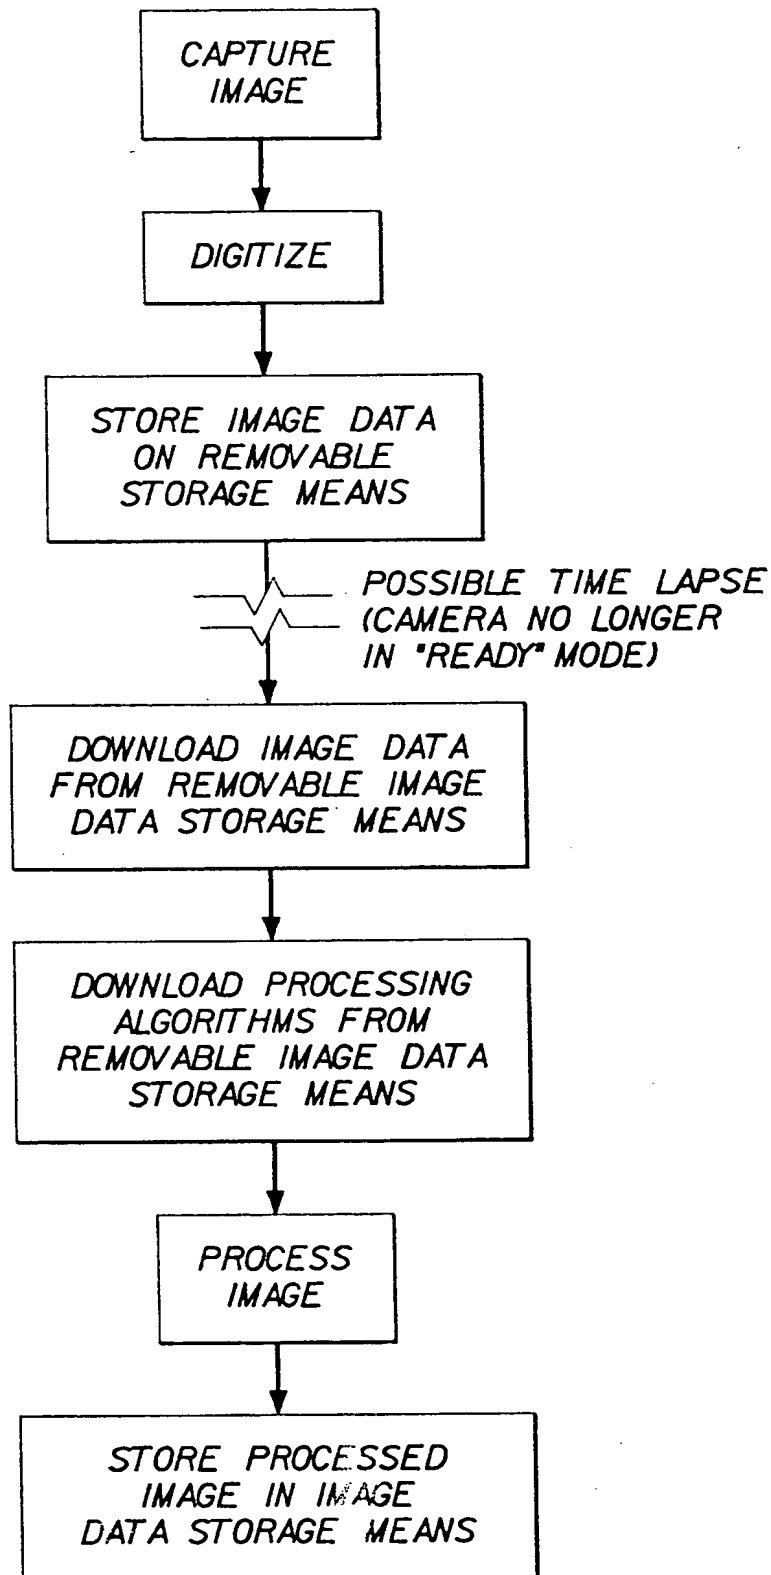 CAPTURE
IMAGE
DIGITIZE
STORE IMAGE DATA
ON REMOVABLE
STORAGE MEANS
POSSIBLE TIME LAPSE
(CAMERA NO LONGER
IN "READY" MODE)
DOWNLOAD IMAGE DATA
FROM REMOVABLE IMAGE
DATA STORAGE MEANS
DOWNLOAD PROCESSING
ALGORITHMS FROM
REMOVABLE IMAGE DATA
STORAGE MEANS
PROCESS
IMAGE
STORE PROCESSED
IMAGE IN IMAGE
DATA STORAGE MEANS